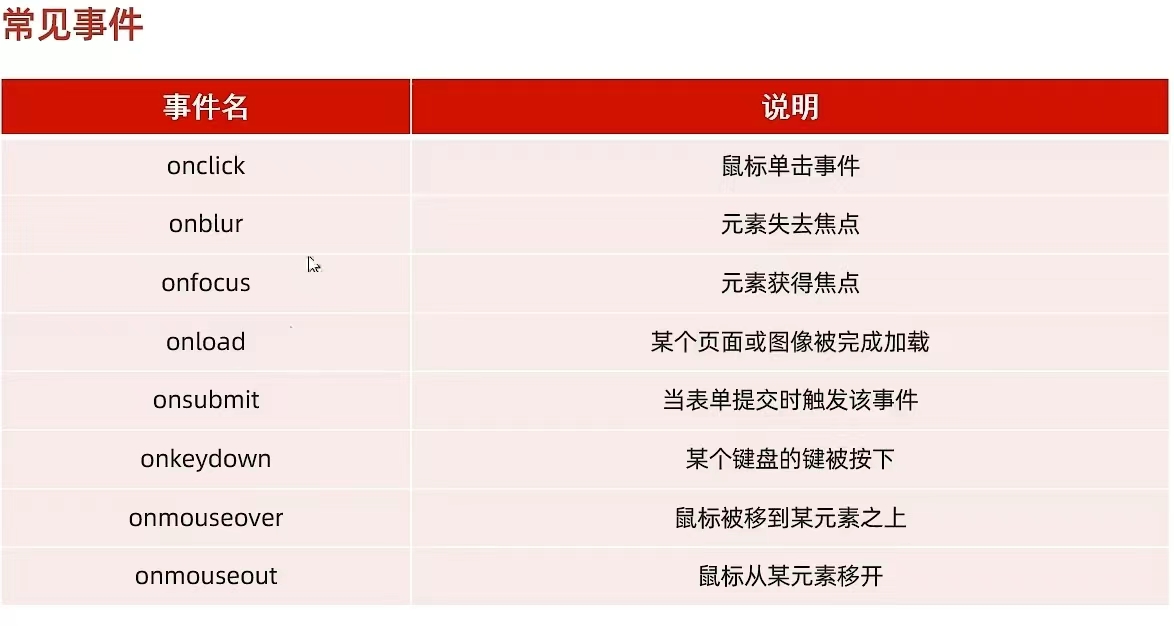 常见事件
事件名 说明
onclick 鼠标单击事件
onblur 元素失去焦点
onfocus 元素获得焦点
onload 某个页面或图像被完成加载
onsubmit 当表单提交时触发该事件
onkeydown 某个键盘的键被按下
onmouseover 鼠标被移到某元素之上
onmouseout 鼠标从某元素移开